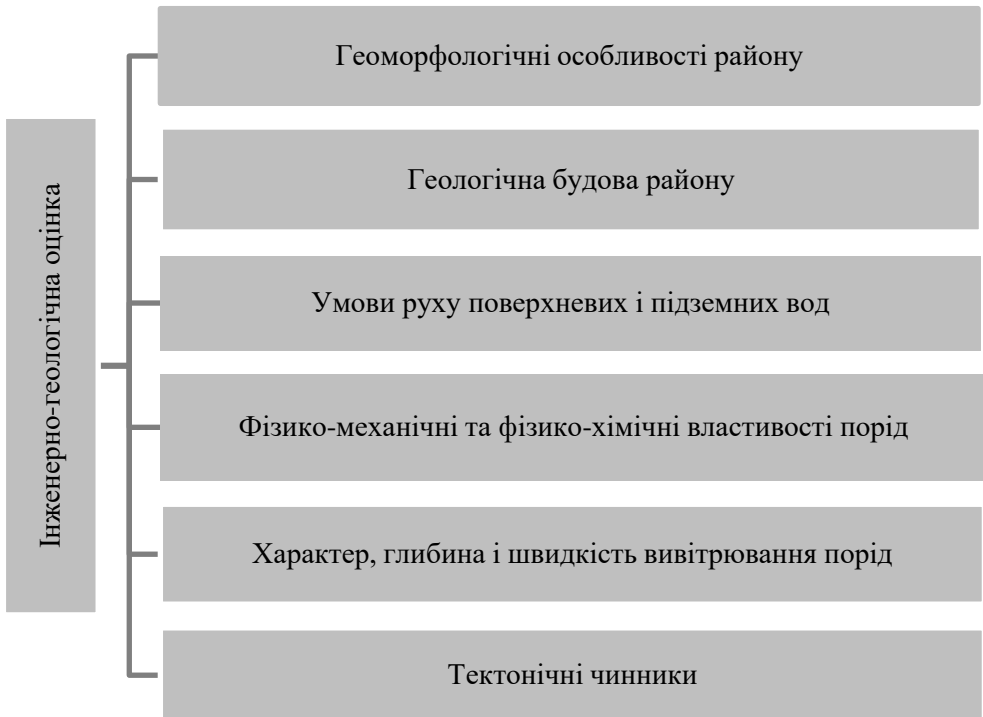 Інженерно-геологічна оцінка
Геоморфологічні особливості району
Геологічна будова району
Умови руху поверхневих і підземних вод
Фізико-механічні та фізико-хімічні властивості порід
Характер, глибина і швидкість вивітрювання порід
Тектонічні чинники